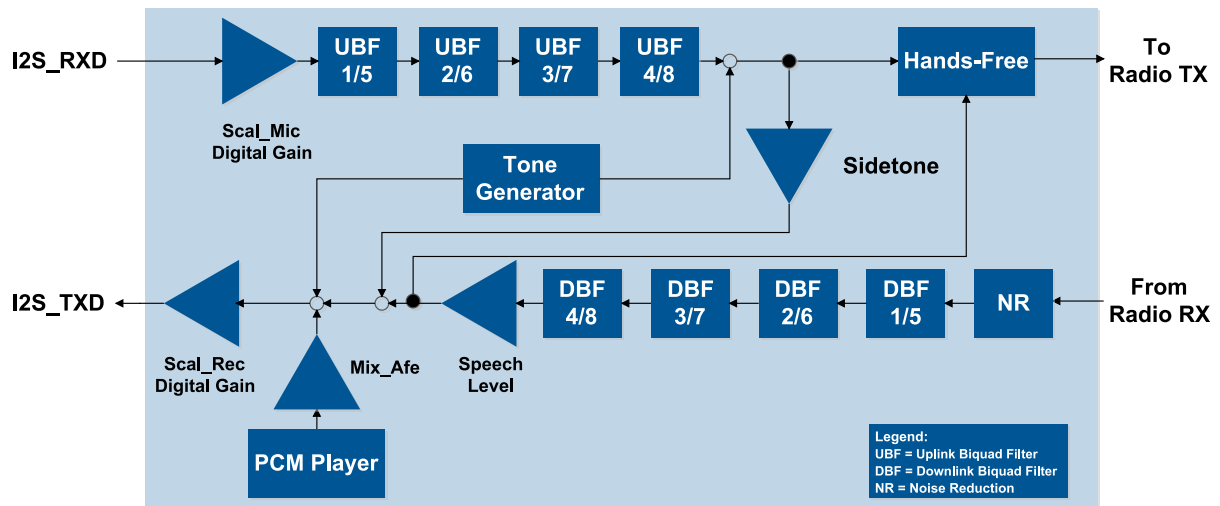 I2S_RXD
UBF
1/5
UBF
2/6
UBF
3/7
UBF
4/8
Hands-Free
To
Radio TX
Scal_Mic
Digital Gain
Tone
Generator
Sidetone
I2S_TXD
DBF
4/8
DBF
3/7
DBF
2/6
DBF
1/5
NR
From
Radio RX
Scal_Rec
Digital Gain
Mix_Afe
Speech
Level
PCM Player
Legend:
UBF = Uplink Biquad Filter
DBF = Downlink Biquad Filter
NR = Noise Reduction